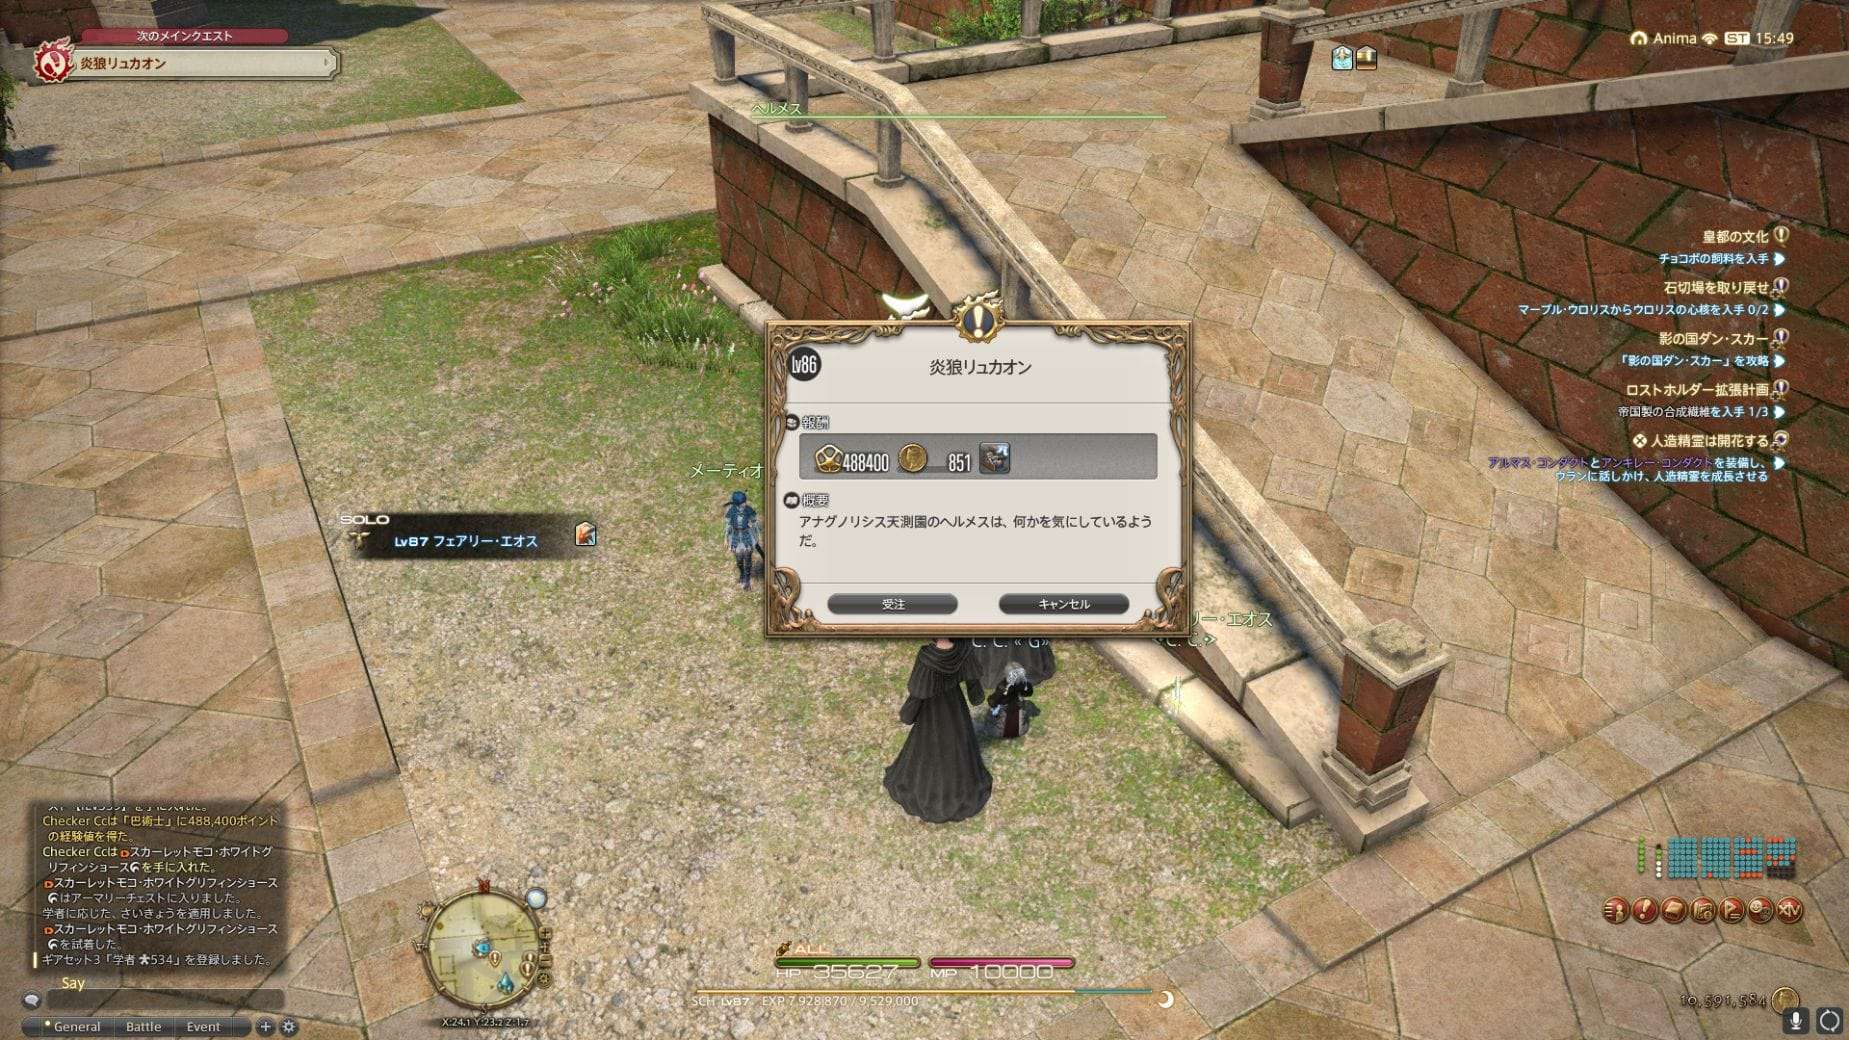 次のメインクエスト
炎狼リュカオン
Anima
ST 15:49
ヘルメス
皇都の文化
チョコボの飼料を入手
石切場を取り戻せ
マーブル・ウロリスからウロリスの心核を入手 0/2
影の国ダン・スカー
「影の国ダン・スカー」を攻略
ロストホルダー拡張計画
帝国製の合成繊維を入手 1/3
人造精霊は開花する
アルマス・コンダクトとアンキレー・コンダクトを装備し、
ウランに話しかけ、人造精霊を成長させる
Lv86
炎狼リュカオン
報酬
488400
851
概要
アナグノリシス天測園のヘルメスは、何かを気にしているよう
だ。
受注
キャンセル
メーティオ
SOLO
Lv87 フェアリー・エオス
リー・エオス
C. C. «
G»
C. C.>
Checker Ccは「巴術士」に488,400ポイント
の経験値を得た。
Checker Ccは スカーレットモコ・ホワイトグ
リフィンショース を手に入れた。
スカーレットモコ・ホワイトグリフィンショース
はアーマリーチェストに入りました。
学者に応じた、さいきょうを適用しました。
スカーレットモコ・ホワイトグリフィンショース
を試着した。
ギアセット3「学者 ★534」を登録しました。
Say
General
Battle
Event
N
X:24.1 Y:23.2 Z:1.7
ALL
HP 35627
MP 10000
SCH Lv87 EXP 7,928,870 / 9,529,000
XIV
10,591,584